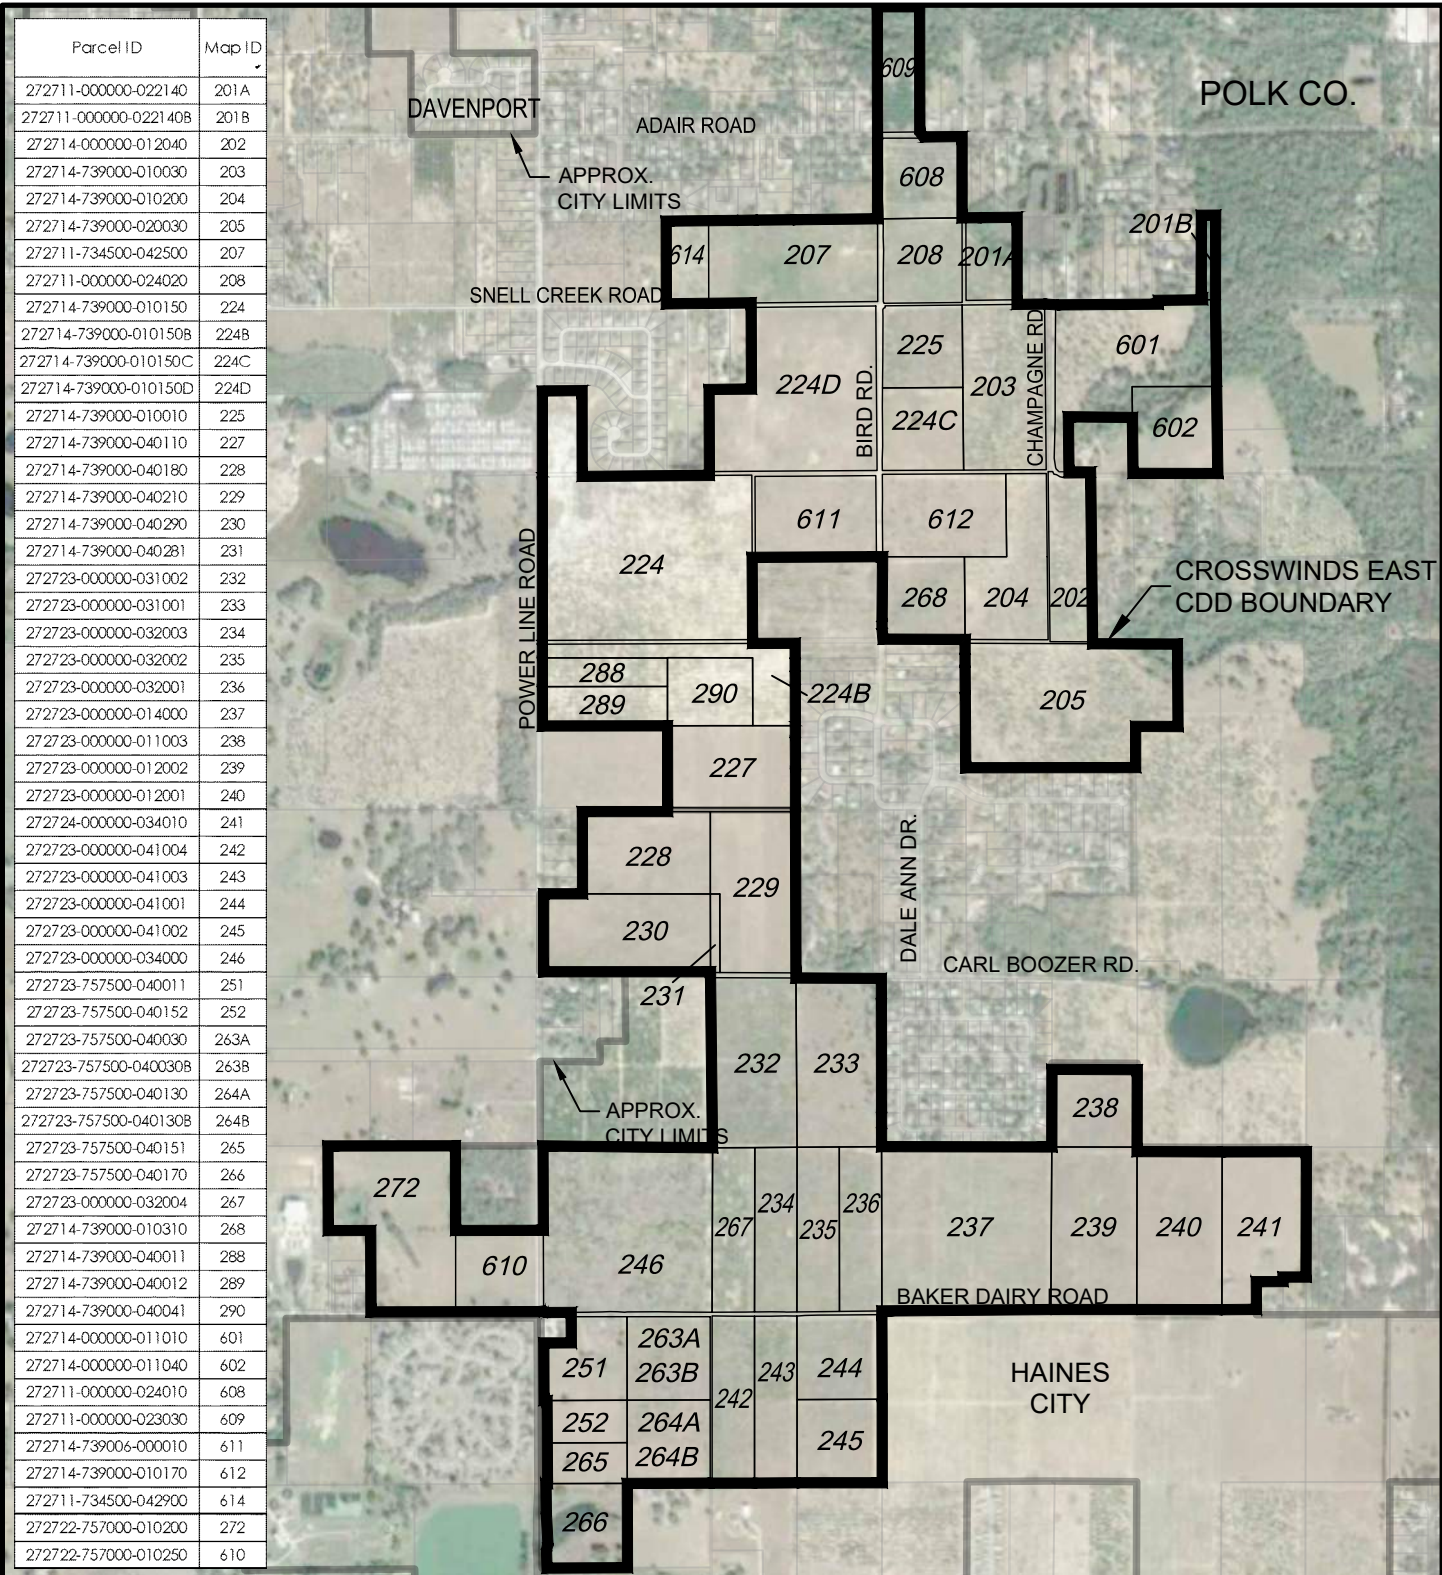 Parcel ID Map ID
272711-000000-022140 201A
272711-000000-022140B 201B
272714-000000-012040 202
272714-739000-010030 203
272714-739000-010200 204
272714-739000-020030 205
272711-734500-042500 207
272711-000000-024020 208
272714-739000-010150 224
272714-739000-010150B 224B
272714-739000-010150C 224C
272714-739000-010150D 224D
272714-739000-010010 225
272714-739000-040110 227
272714-739000-040180 228
272714-739000-040210 229
272714-739000-040290 230
272714-739000-040281 231
272723-000000-031002 232
272723-000000-031001 233
272723-000000-032003 234
272723-000000-032002 235
272723-000000-032001 236
272723-000000-014000 237
272723-000000-011003 238
272723-000000-012002 239
272723-000000-012001 240
272724-000000-034010 241
272723-000000-041004 242
272723-000000-041003 243
272723-000000-041001 244
272723-000000-041002 245
272723-000000-034000 246
272723-757500-040011 251
272723-757500-040152 252
272723-757500-040030 263A
272723-757500-040030B 263B
272723-757500-040130 264A
272723-757500-040130B 264B
272723-757500-040151 265
272723-757500-040170 266
272723-000000-032004 267
272714-739000-010310 268
272714-739000-040011 288
272714-739000-040012 289
272714-739000-040041 290
272714-000000-011010 601
272714-000000-011040 602
272711-000000-024010 608
272711-000000-023030 609
272714-739006-000010 611
272714-739000-010170 612
272711-734500-042900 614
272722-757000-010200 272
272722-757000-010250 610
609
POLK CO.
DAVENPORT
ADAIR ROAD
APPROX.
CITY LIMITS
608
201B
614
207
208
201A
SNELL CREEK ROAD
225
CHAMPAGNE RD
601
224D
BIRD RD.
203
224C
602
611
612
POWER LINE ROAD
224
CROSSWINDS EAST
CDD BOUNDARY
268
204
202
288
290
224B
289
205
227
228
229
DALE ANN DR.
230
CARL BOOZER RD.
231
232
233
238
APPROX.
CITY LIMITS
272
234
236
267
235
237
239
240
241
610
246
BAKER DAIRY ROAD
263A
263B
251
243
244
242
HAINES
CITY
252
264A
264B
245
265
266